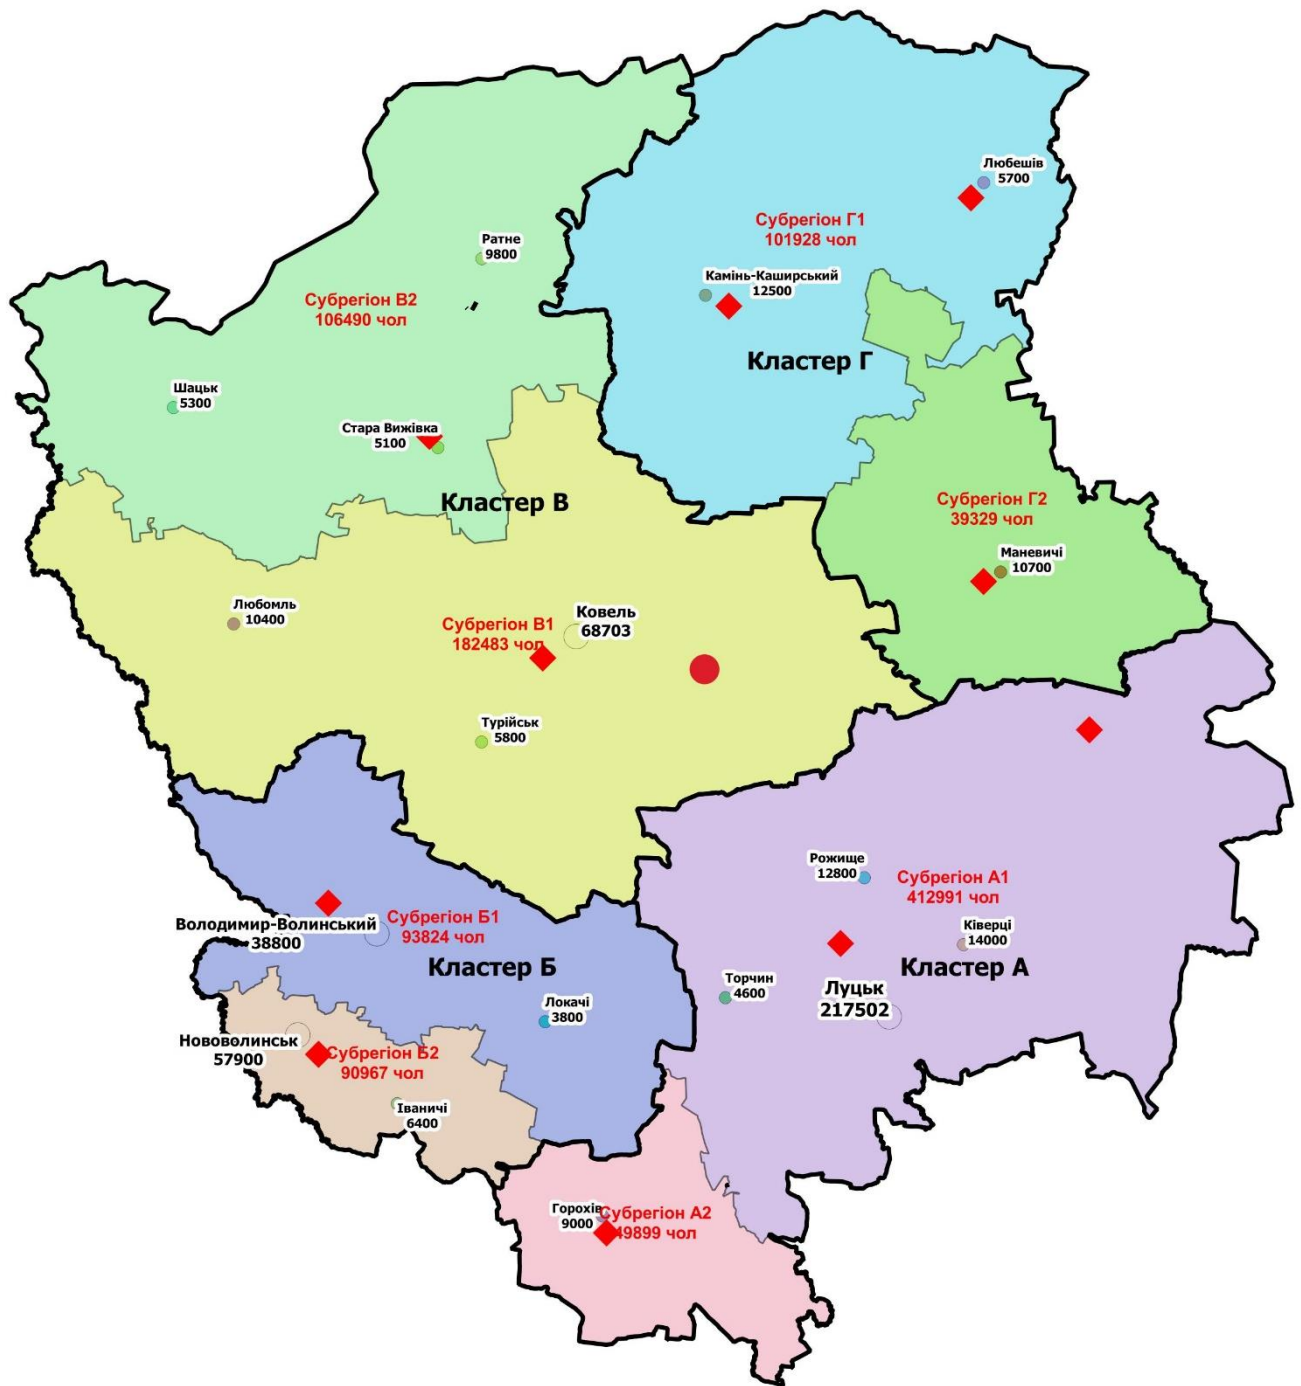 Любешів
5700
Субрегіон Г1
101928 чол
Ратне
9800
Камінь-Каширський
12500
Субрегіон В2
106490 чол
Кластер Г
Шацьк
5300
Стара Вижівка
5100
Кластер В
Субрегіон Г2
39329 чол
Маневичі
10700
Любомль
10400
Ковель
68703
Субрегіон В1
182483 чол
Турійськ
5800
Рожище
12800
Субрегіон А1
412991 чол
Володимир-Волинський
38800
Субрегіон Б1
93824 чол
Ківерці
14000
Кластер Б
Кластер А
Торчин
4600
Луцьк
217502
Локачі
3800
Нововолинськ
57900
Субрегіон Б2
90967 чол
Іваничі
6400
Горохів
9000
Субрегіон А2
49899 чол